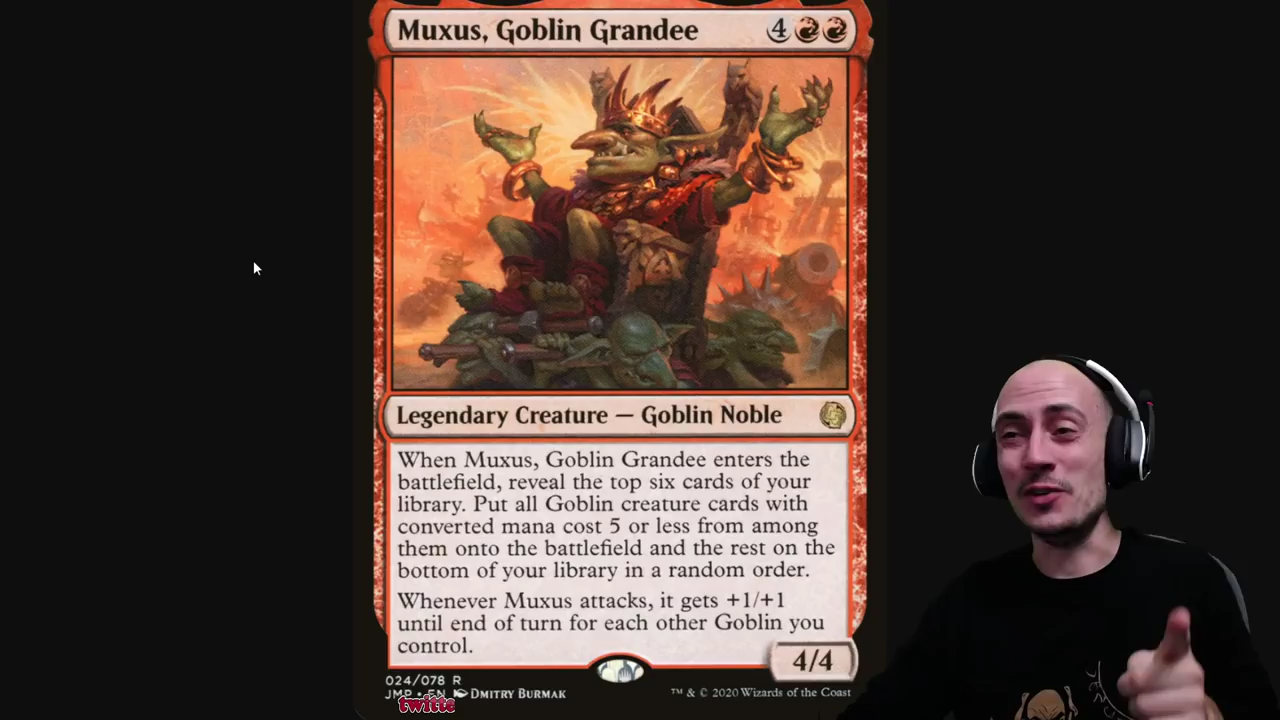 Muxus, Goblin Grandee 4
Legendary Creature — Goblin Noble
When Muxus, Goblin Grandee enters the
battlefield, reveal the top six cards of your
library. Put all Goblin creature cards with
converted mana cost 5 or less from among
them onto the battlefield and the rest on the
bottom of your library in a random order.
Whenever Muxus attacks, it gets +1/+1
until end of turn for each other Goblin you
control.
4/4
024/078 R
JMP • EN Dmitry Burmak
™ & © 2020 Wizards of the Coast
twitte